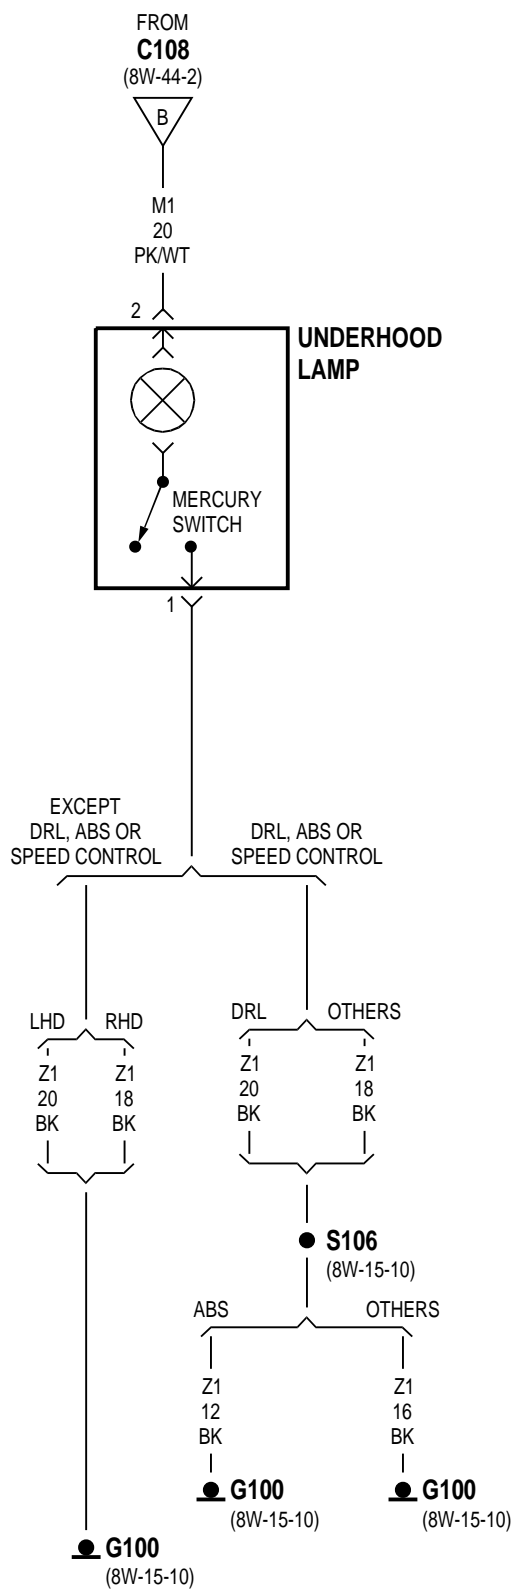 FROM
C108
(8W-44-2)
B
M1
20
PK/WT
2
UNDERHOOD
LAMP
MERCURY
SWITCH
1
EXCEPT
DRL, ABS OR
SPEED CONTROL
DRL, ABS OR
SPEED CONTROL
LHD
RHD
Z1
20
BK
Z1
18
BK
DRL
OTHERS
Z1
20
BK
Z1
18
BK
S106
(8W-15-10)
ABS
OTHERS
Z1
12
BK
Z1
16
BK
G100
(8W-15-10)
G100
(8W-15-10)
G100
(8W-15-10)